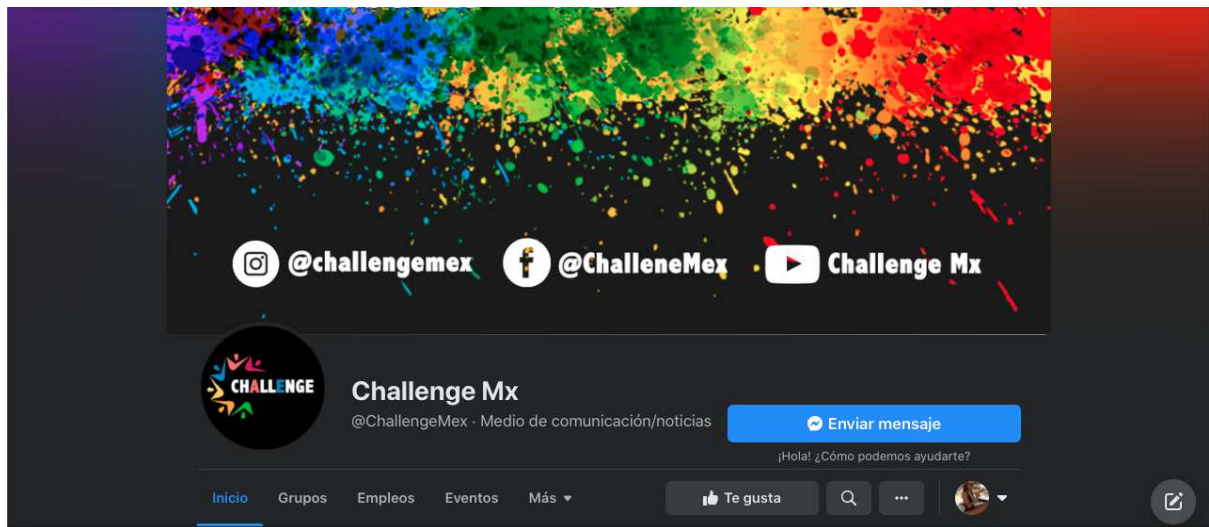 @challengemex @ChalleneMex Challenge Mx
CHALLENGE
Challenge Mx
@ChallengeMex · Medio de comunicación/noticias
Enviar mensaje
¡Hola! ¿Cómo podemos ayudarte?
Inicio Grupos Empleos Eventos Más Te gusta